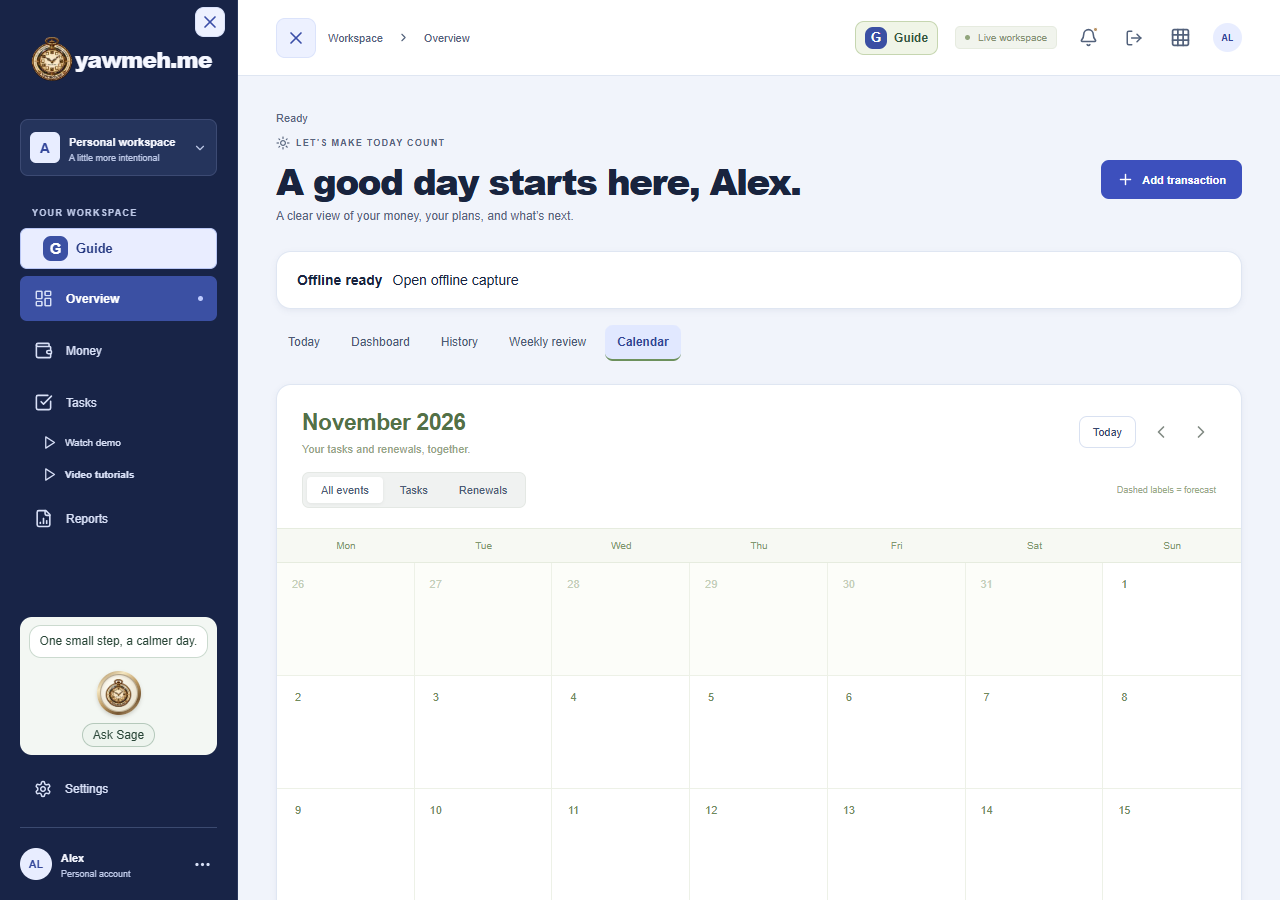 yawmeh.me
A
Personal workspace
A little more intentional
YOUR WORKSPACE
G Guide
Overview
Money
Tasks
Watch demo
Video tutorials
Reports
One small step, a calmer day.
Ask Sage
Settings
AL
Alex
Personal account
Workspace > Overview
G Guide
Live workspace
AL
Ready
LET'S MAKE TODAY COUNT
A good day starts here, Alex.
A clear view of your money, your plans, and what's next.
Add transaction
Offline ready Open offline capture
Today Dashboard History Weekly review Calendar
November 2026
Your tasks and renewals, together.
Today
All events Tasks Renewals
Dashed labels = forecast
Mon Tue Wed Thu Fri Sat Sun
26 27 28 29 30 31 1
2 3 4 5 6 7 8
9 10 11 12 13 14 15